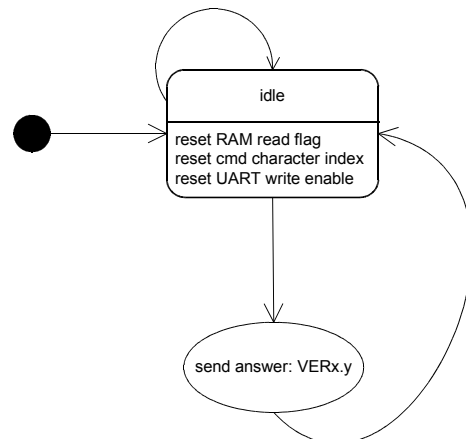 idle
reset RAM read flag
reset cmd character index
reset UART write enable
send answer: VERx.y